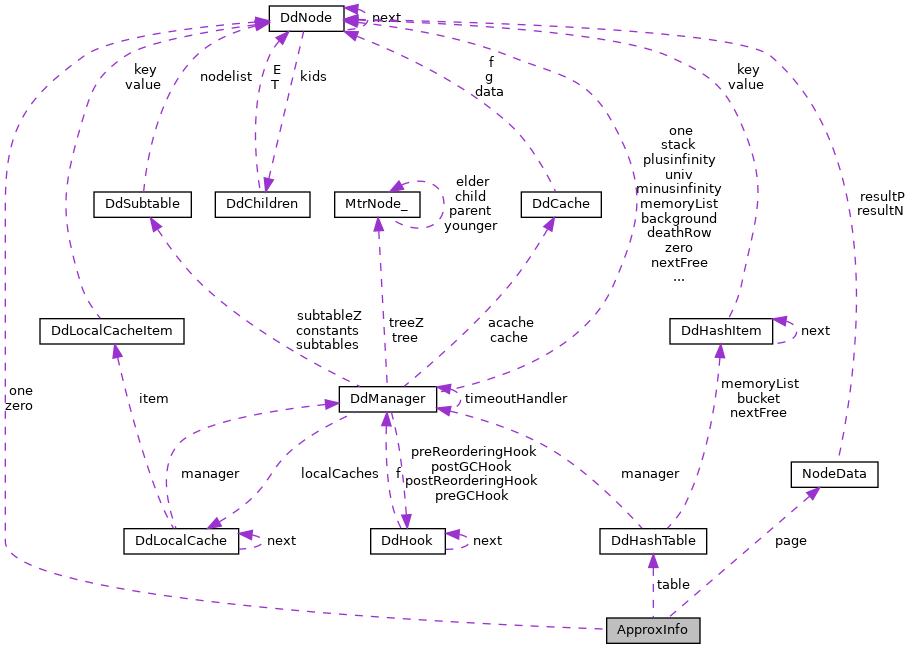 DdNode
next
key
value
nodelist
E
T
kids
f
g
data
key
value
one
stack
plusinfinity
univ
minusinfinity
memoryList
background
deathRow
zero
nextFree
...
elder
child
parent
younger
DdSubtable
DdChildren
MtrNode_
DdCache
resultP
resultN
subtableZ
constants
subtables
treeZ
tree
acache
cache
DdLocalCacheItem
DdHashItem
next
one
zero
item
DdManager
timeoutHandler
memoryList
bucket
nextFree
manager
localCaches
f
preReorderingHook
postGCHook
postReorderingHook
preGCHook
manager
NodeData
DdLocalCache
next
DdHook
next
DdHashTable
page
table
ApproxInfo